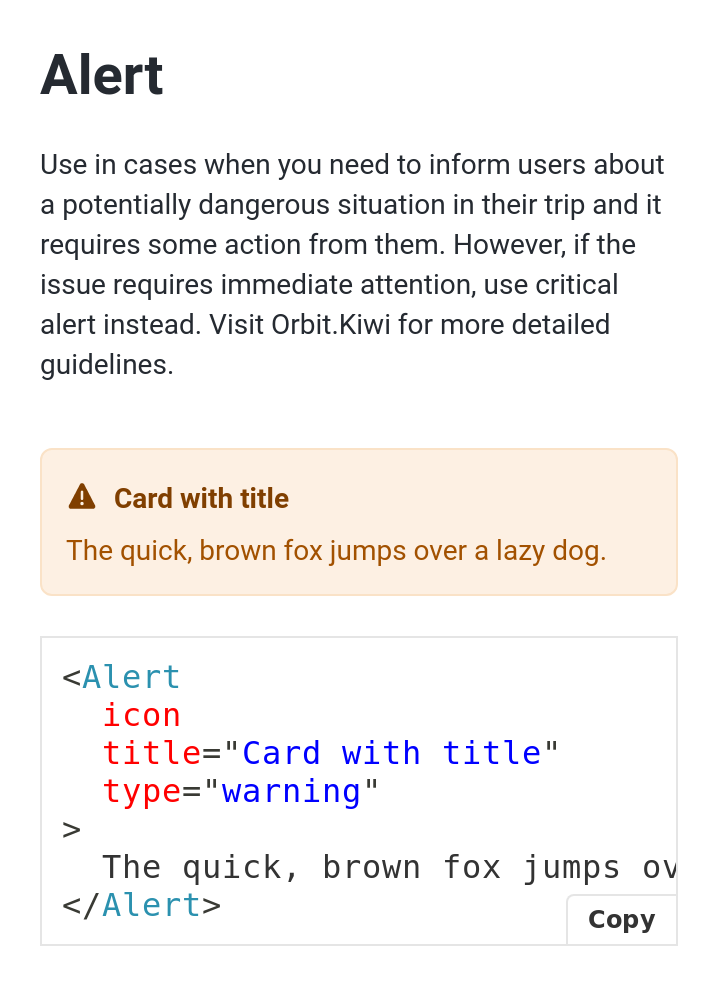 Alert
Use in cases when you need to inform users about
a potentially dangerous situation in their trip and it
requires some action from them. However, if the
issue requires immediate attention, use critical
alert instead. Visit Orbit.Kiwi for more detailed
guidelines.
Card with title
The quick, brown fox jumps over a lazy dog.
<Alert
  icon
  title="Card with title"
  type="warning"
>
  The quick, brown fox jumps ov
</Alert>
Copy